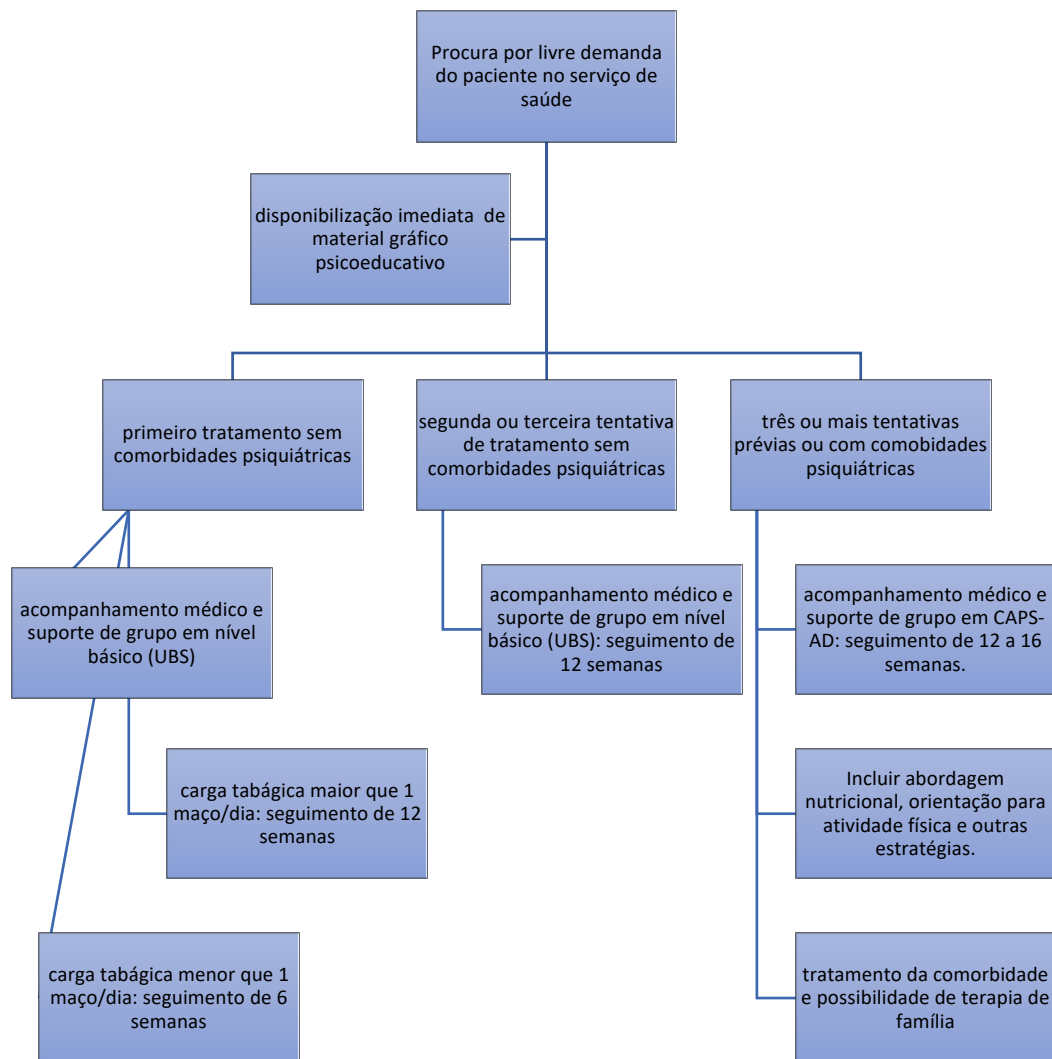 Procura por livre demanda
do paciente no serviço de
saúde
disponibilização imediata de
material gráfico
psicoeducativo
primeiro tratamento sem
comorbidades psiquiátricas
segunda ou terceira tentativa
de tratamento sem
comorbidades psiquiátricas
três ou mais tentativas
prévias ou com comobidades
psiquiátricas
acompanhamento médico e
suporte de grupo em nível
básico (UBS)
acompanhamento médico e
suporte de grupo em nível
básico (UBS): seguimento de
12 semanas
acompanhamento médico e
suporte de grupo em CAPS-
AD: seguimento de 12 a 16
semanas.
carga tabágica maior que 1
maço/dia: seguimento de 12
semanas
Incluir abordagem
nutricional, orientação para
atividade física e outras
estratégias.
carga tabágica menor que 1
maço/dia: seguimento de 6
semanas
tratamento da comorbidade
e possibilidade de terapia de
família